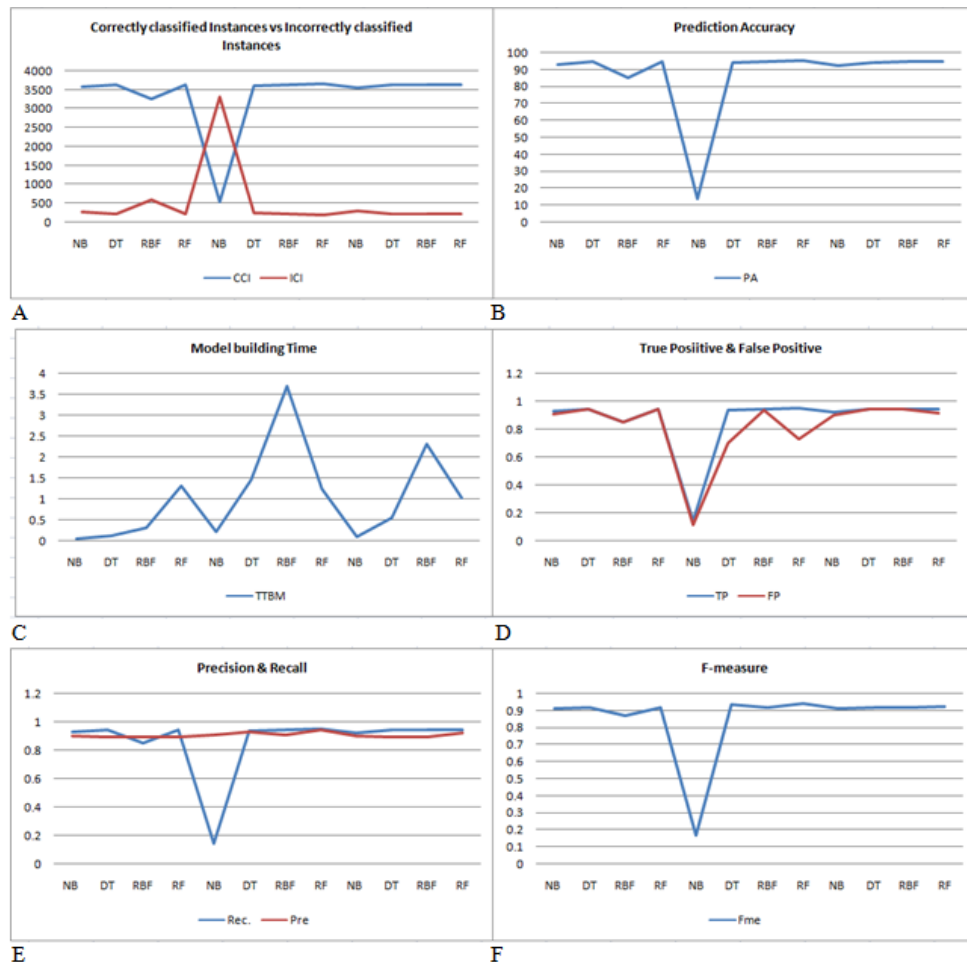 Correctly classified Instances vs Incorrectly classified
Instances
4000
3500
3000
2500
2000
1500
1000
500
0
NB DT RBF RF NB DT RBF RF NB DT RBF RF
CCI ICI
A
Prediction Accuracy
100
90
80
70
60
50
40
30
20
10
0
NB DT RBF RF NB DT RBF RF NB DT RBF RF
PA
B
Model building Time
4
3.5
3
2.5
2
1.5
1
0.5
0
NB DT RBF RF NB DT RBF RF NB DT RBF RF
TTBM
C
True Posiitive & False Positive
1.2
1
0.8
0.6
0.4
0.2
0
NB DT RBF RF NB DT RBF RF NB DT RBF RF
TP FP
D
Precision & Recall
1.2
1
0.8
0.6
0.4
0.2
0
NB DT RBF RF NB DT RBF RF NB DT RBF RF
Rec. Pre
E
F-measure
1
0.9
0.8
0.7
0.6
0.5
0.4
0.3
0.2
0.1
0
NB DT RBF RF NB DT RBF RF NB DT RBF RF
Fme
F